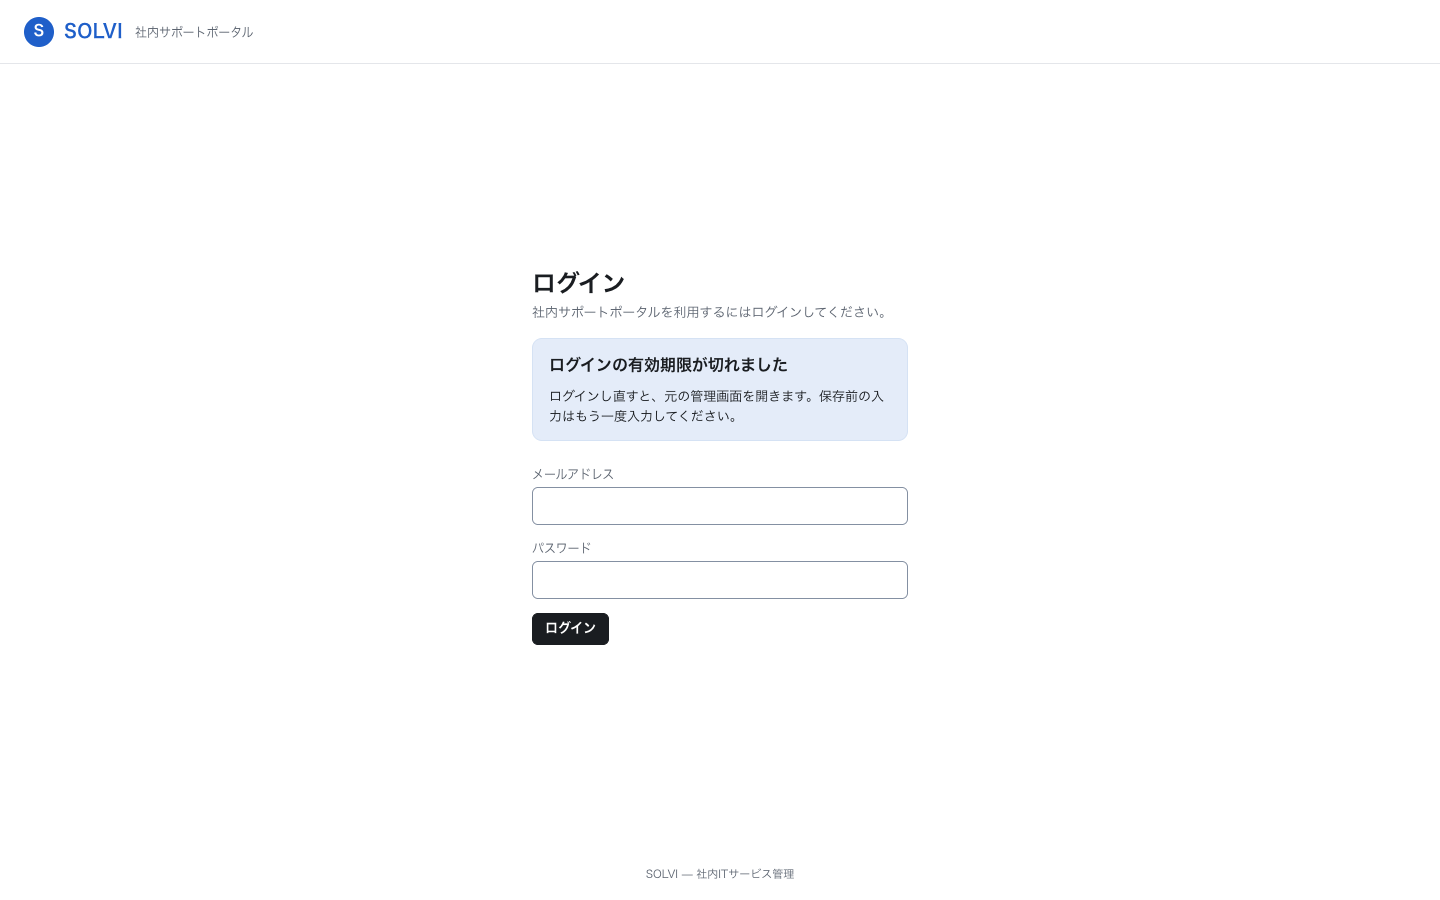 S SOLVI 社内サポートポータル
ログイン
社内サポートポータルを利用するにはログインしてください。
ログインの有効期限が切れました
ログインし直すと、元の管理画面を開きます。保存前の入
力はもう一度入力してください。
メールアドレス
パスワード
ログイン
SOLVI — 社内ITサービス管理